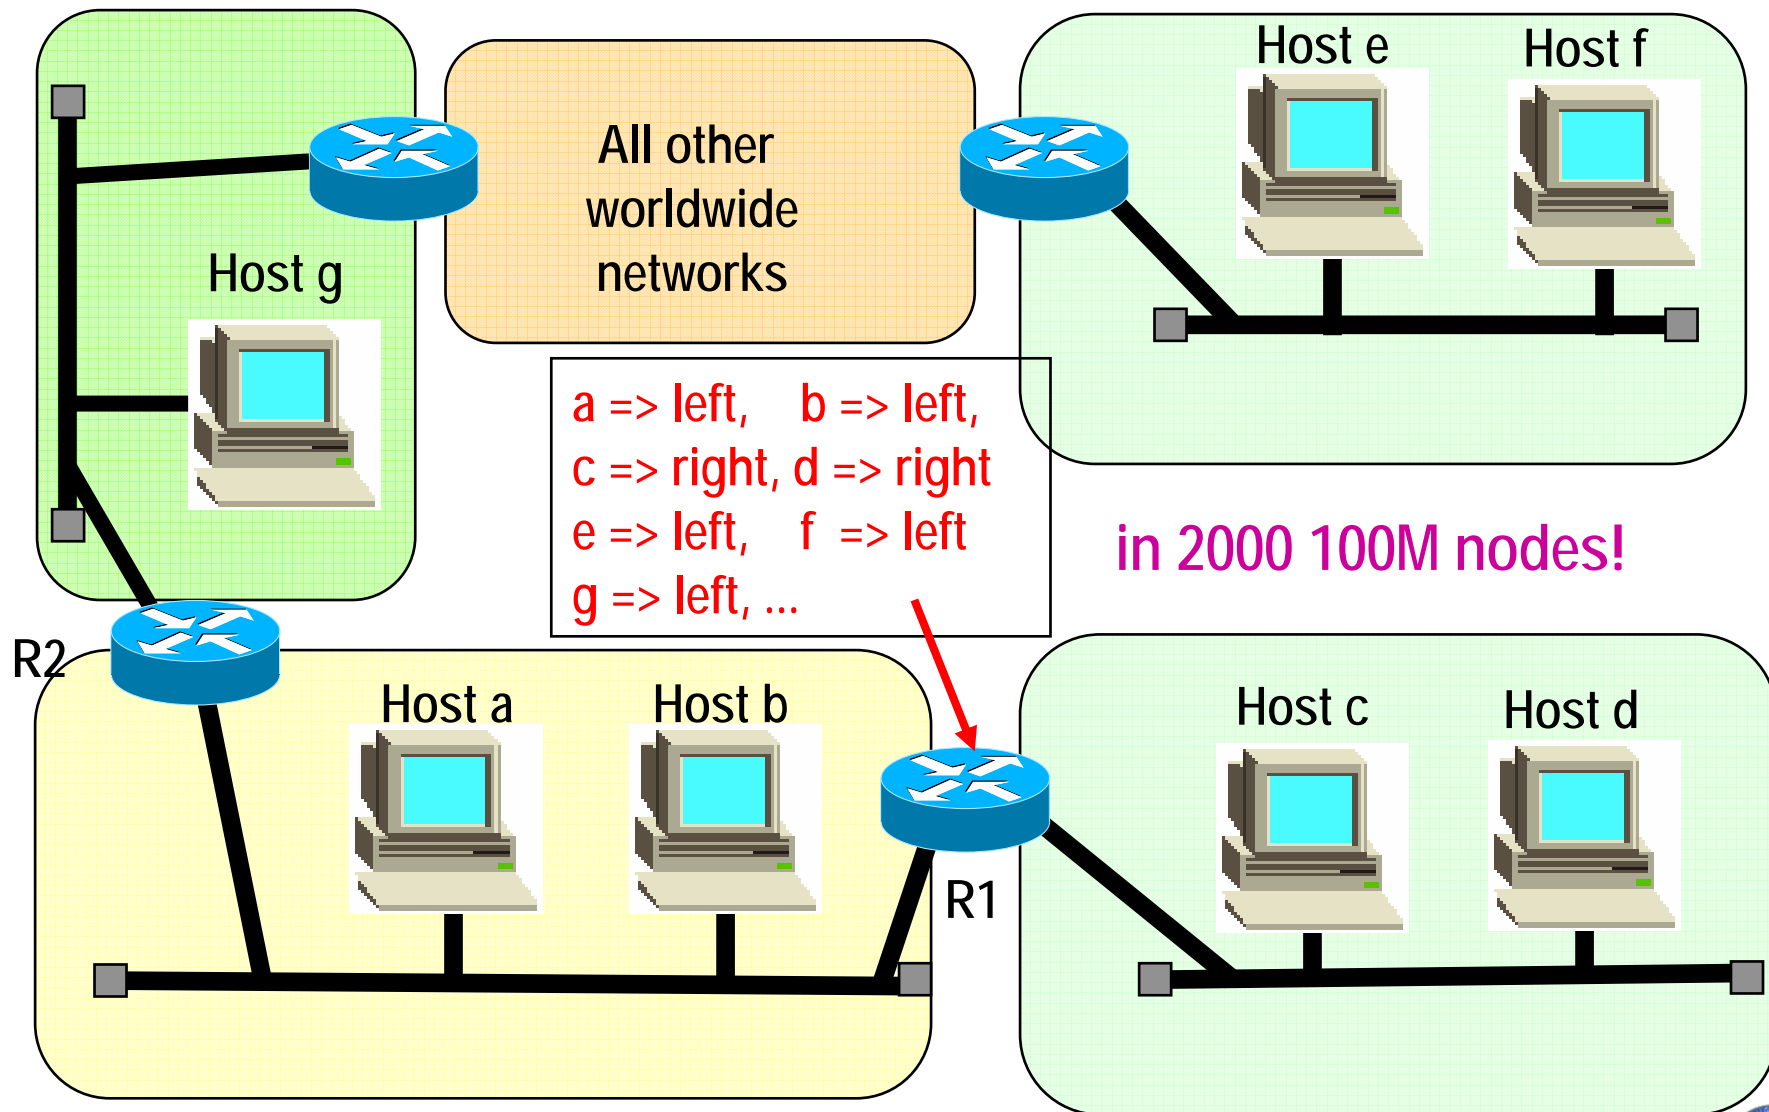 Host e
Host f
All other
worldwide
networks
Host g
a => left, b => left,
c => right, d => right
e => left, f => left
g => left, ...
in 2000 100M nodes!
R2
Host a
Host b
Host c
Host d
R1